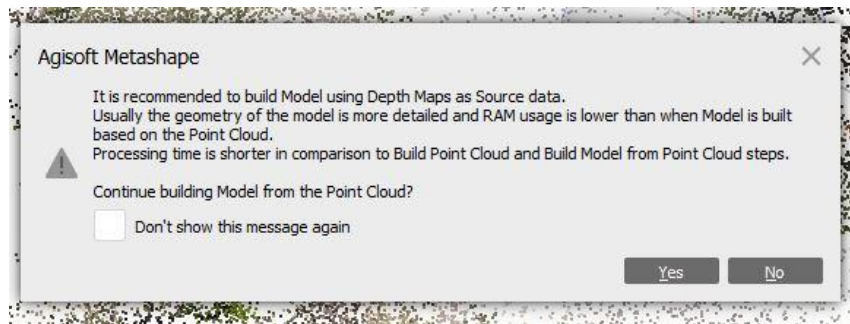 Agisoft Metashape
It is recommended to build Model using Depth Maps as Source data.
Usually the geometry of the model is more detailed and RAM usage is lower than when Model is built
based on the Point Cloud.
Processing time is shorter in comparison to Build Point Cloud and Build Model from Point Cloud steps.
Continue building Model from the Point Cloud?
Don't show this message again
Yes No